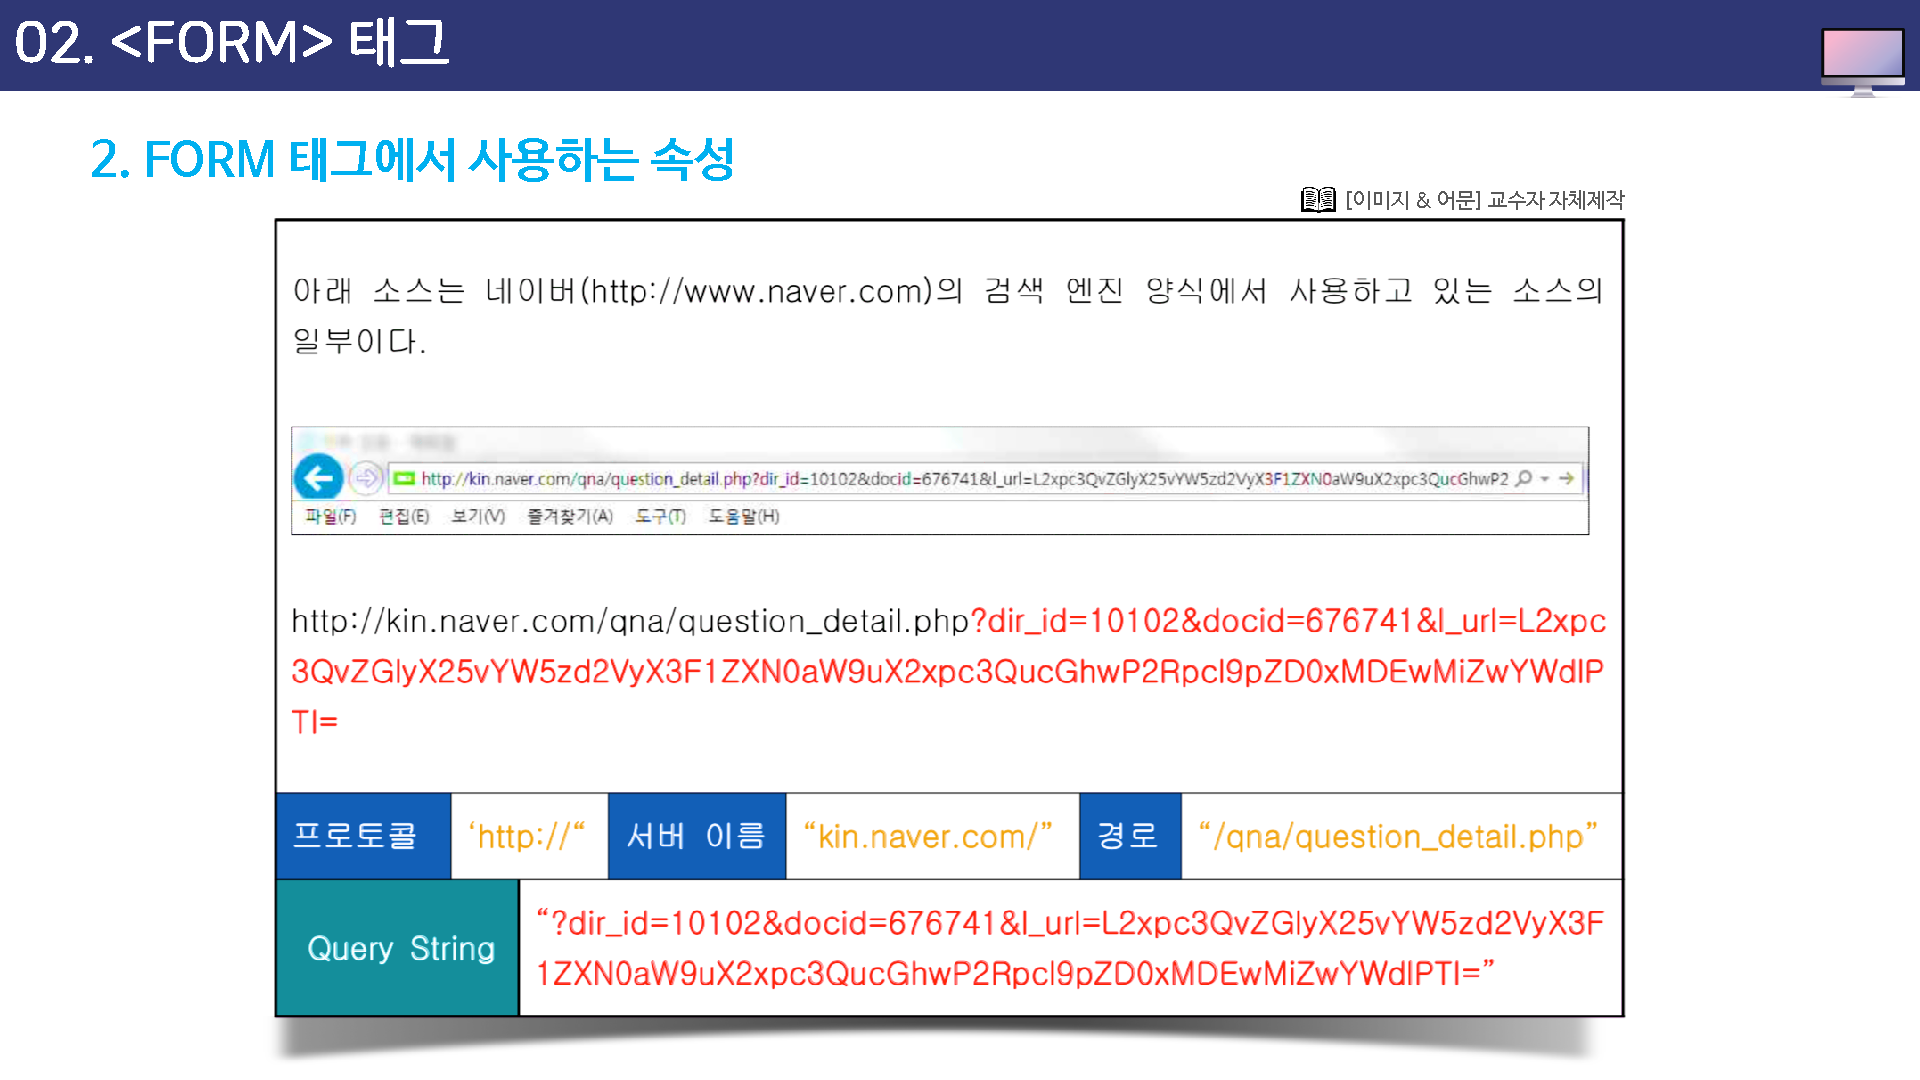 02. <FORM> 태그
2. FORM 태그에서 사용하는 속성
[이미지 & 어문] 교수자 자체제작
아래 소스는 네이버(http://www.naver.com)의 검색 엔진 양식에서 사용하고 있는 소스의
일부이다.
http://kin.naver.com/qna/question_detail.php?dir_id=10102&docid=676741&l_url=L2xpc3QvZGlyX25vYW5zd2VyX3F1ZXN0aW9uX2xpc3QucGhwP2
파일(F) 편집(E) 보기(V) 즐겨찾기(A) 도구(T) 도움말(H)
http://kin.naver.com/qna/question_detail.php?dir_id=10102&docid=676741&l_url=L2xpc
3QvZGlyX25vYW5zd2VyX3F1ZXN0aW9uX2xpc3QucGhwP2Rpcl9pZD0xMDEwMiZwYWdlP
TI=
프로토콜 ‘http://“ 서버 이름 “kin.naver.com/” 경로 “/qna/question_detail.php”
Query String
“?dir_id=10102&docid=676741&l_url=L2xpc3QvZGlyX25vYW5zd2VyX3F
1ZXN0aW9uX2xpc3QucGhwP2Rpcl9pZD0xMDEwMiZwYWdlPTI=”